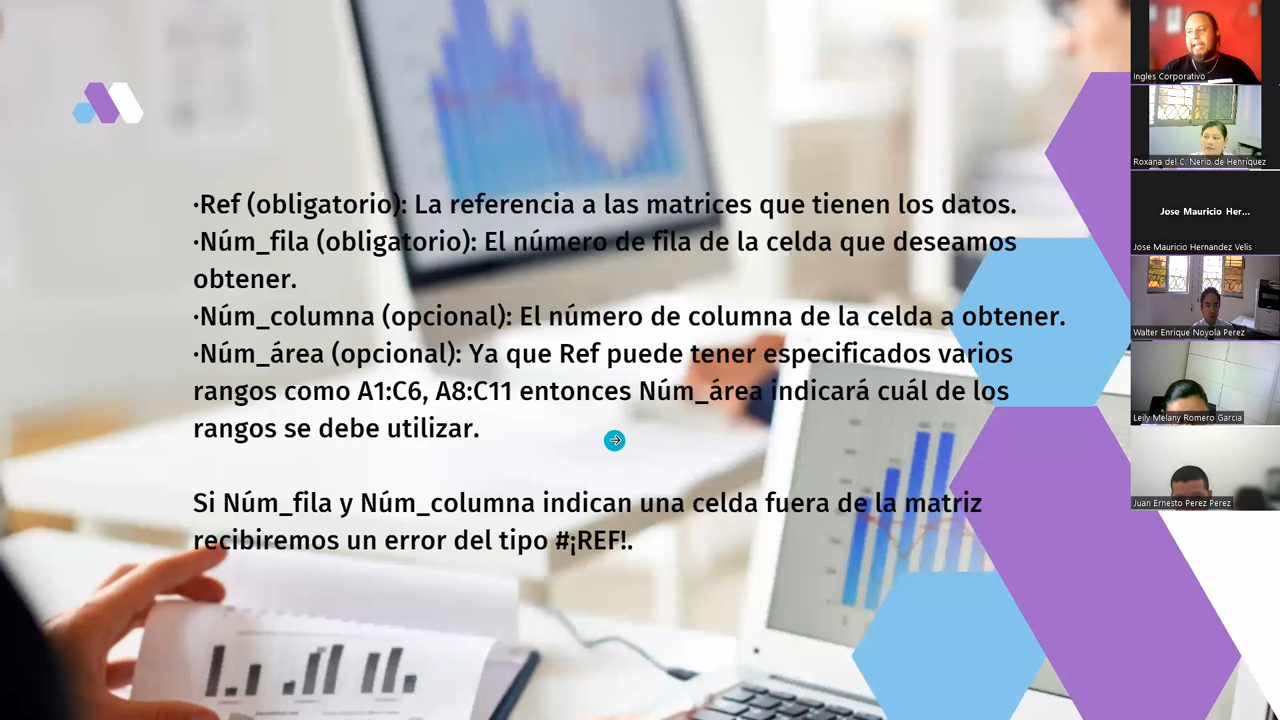 ·Ref (obligatorio): La referencia a las matrices que tienen los datos.
·Núm_fila (obligatorio): El número de fila de la celda que deseamos
obtener.
·Núm_columna (opcional): El número de columna de la celda a obtener.
·Núm_área (opcional): Ya que Ref puede tener especificados varios
rangos como A1:C6, A8:C11 entonces Núm_área indicará cuál de los
rangos se debe utilizar.
Si Núm_fila y Núm_columna indican una celda fuera de la matriz
recibiremos un error del tipo #¡REF!.
Ingles Corporativo
Roxana del C. Nerio de Henríquez
Jose Mauricio Her...
Jose Mauricio Hernandez Velis
Walter Enrique Noyola Perez
Leily Melany Romero Garcia
Juan Ernesto Perez Perez